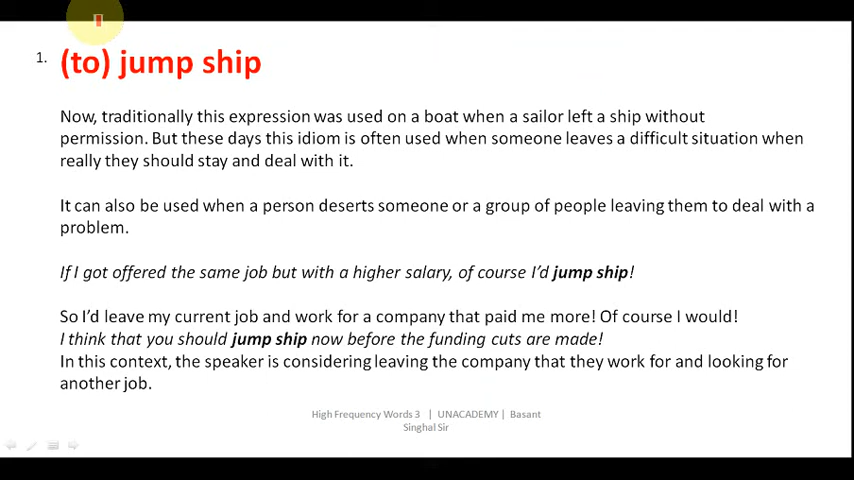 1. (to) jump ship
Now, traditionally this expression was used on a boat when a sailor left a ship without
permission. But these days this idiom is often used when someone leaves a difficult situation when
really they should stay and deal with it.
It can also be used when a person deserts someone or a group of people leaving them to deal with a
problem.
If I got offered the same job but with a higher salary, of course I’d jump ship!
So I’d leave my current job and work for a company that paid me more! Of course I would!
I think that you should jump ship now before the funding cuts are made!
In this context, the speaker is considering leaving the company that they work for and looking for
another job.
High Frequency Words 3 | UNACADEMY | Basant
Singhal Sir